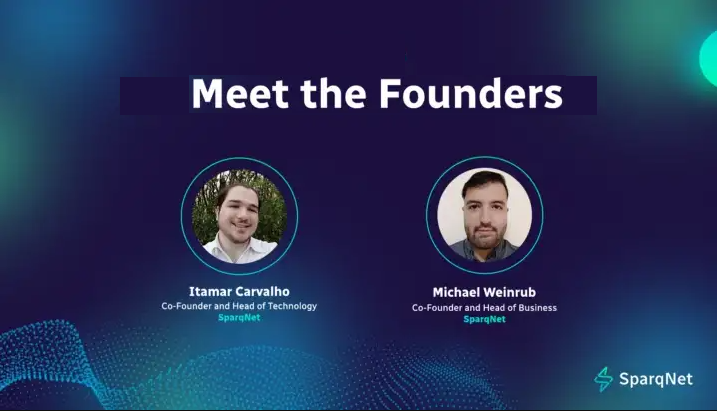 Meet the Founders
Itamar Carvalho
Co-Founder and Head of Technology
SparqNet
Michael Weinrub
Co-Founder and Head of Business
SparqNet
SparqNet